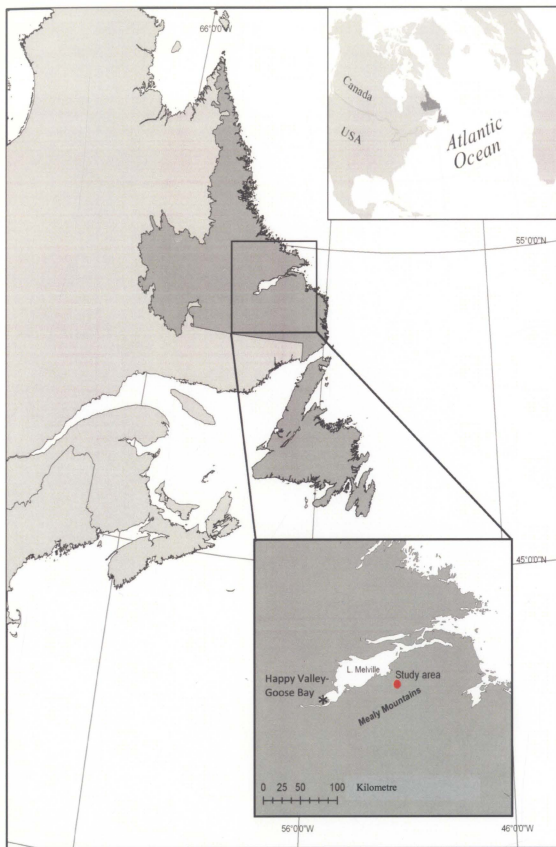 66°0'0"W
Canada
USA
Atlantic
Ocean
55°0'0"N
45°0'0"N
L. Melville
Happy Valley-
Goose Bay
Study area
Mealy Mountains
0 25 50 100 Kilometre
56°0'0"W
46°0'0"W